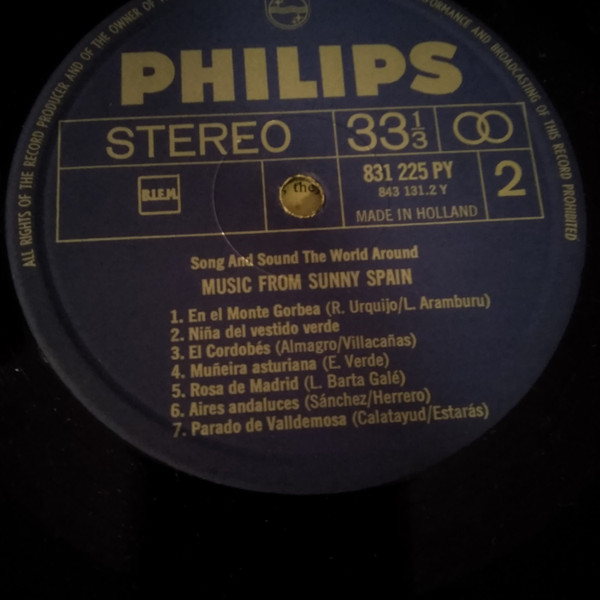 ALL RIGHTS OF THE RECORD PRODUCER AND OF THE OWNER OF
PERFORMANCE AND BROADCASTING OF THIS RECORD PROHIBITED
PHILIPS
STEREO
33 1/3
B.I.E.M.
the
831 225 PY
843 131.2 Y
MADE IN HOLLAND
2
Song And Sound The World Around
MUSIC FROM SUNNY SPAIN
1. En el Monte Gorbea (R. Urquijo/L. Aramburu)
2. Niña del vestido verde
3. El Cordobés (Almagro/Villacañas)
4. Muñeira asturiana (E. Verde)
5. Rosa de Madrid (L. Barta Galé)
6. Aires andaluces (Sánchez/Herrero)
7. Parado de Valldemosa (Calatayud/Estarás)